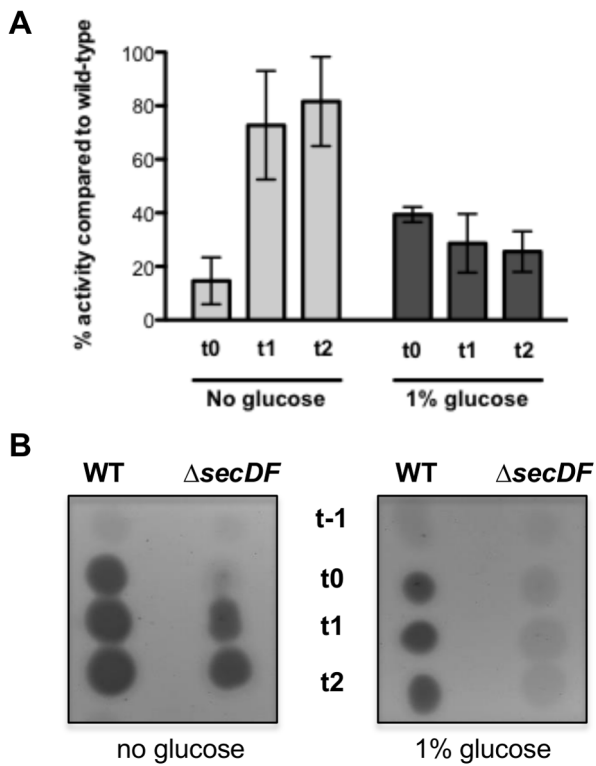 A
% activity compared to wild-type
100
80
60
40
20
0
t0 t1 t2 t0 t1 t2
No glucose 1% glucose
B
WT ΔsecDF WT ΔsecDF
t-1
t0
t1
t2
no glucose 1% glucose